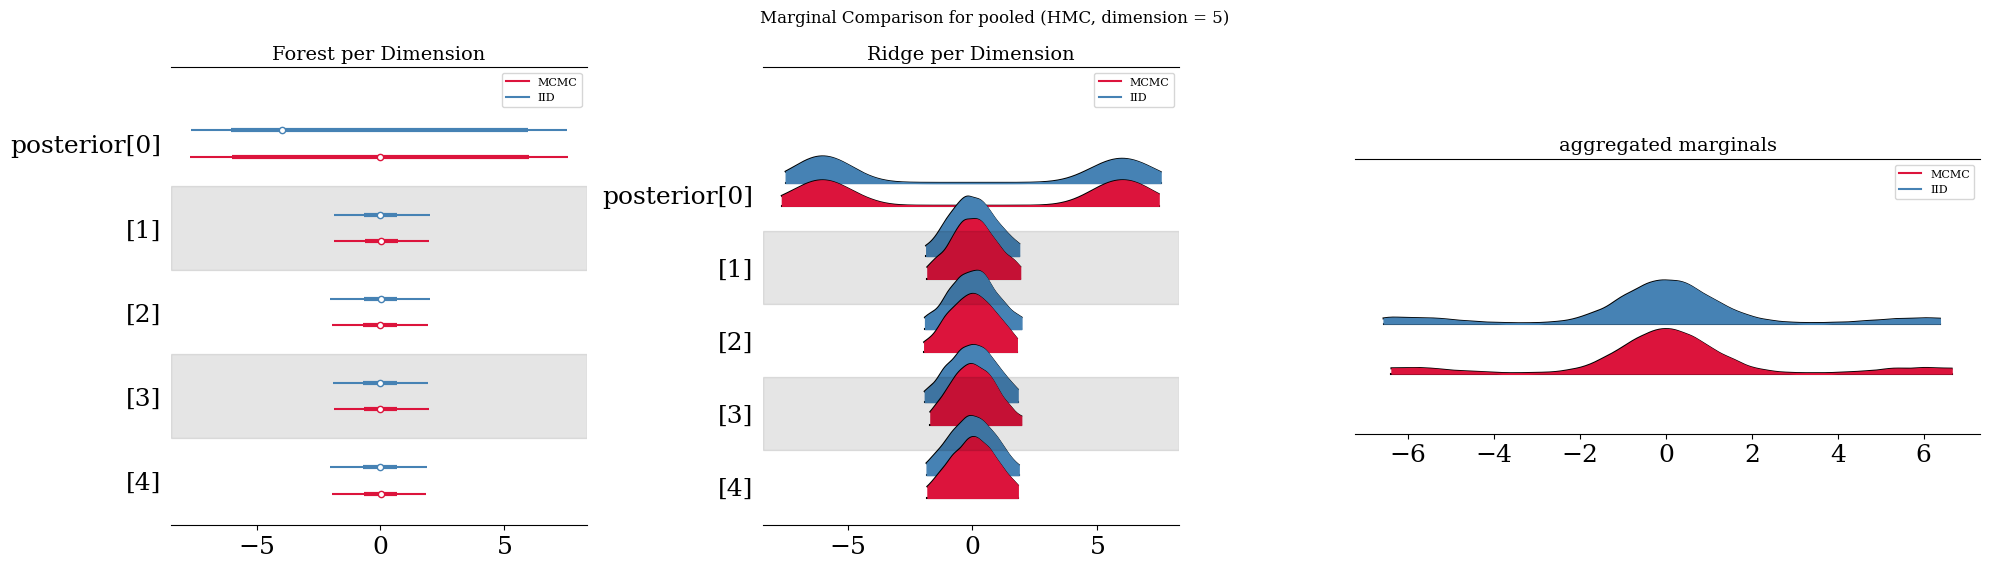 Marginal Comparison for pooled (HMC, dimension = 5)
Forest per Dimension
MCMC
IID
posterior[0]
[1]
[2]
[3]
[4]
−5
0
5
Ridge per Dimension
MCMC
IID
posterior[0]
[1]
[2]
[3]
[4]
−5
0
5
aggregated marginals
MCMC
IID
−6
−4
−2
0
2
4
6